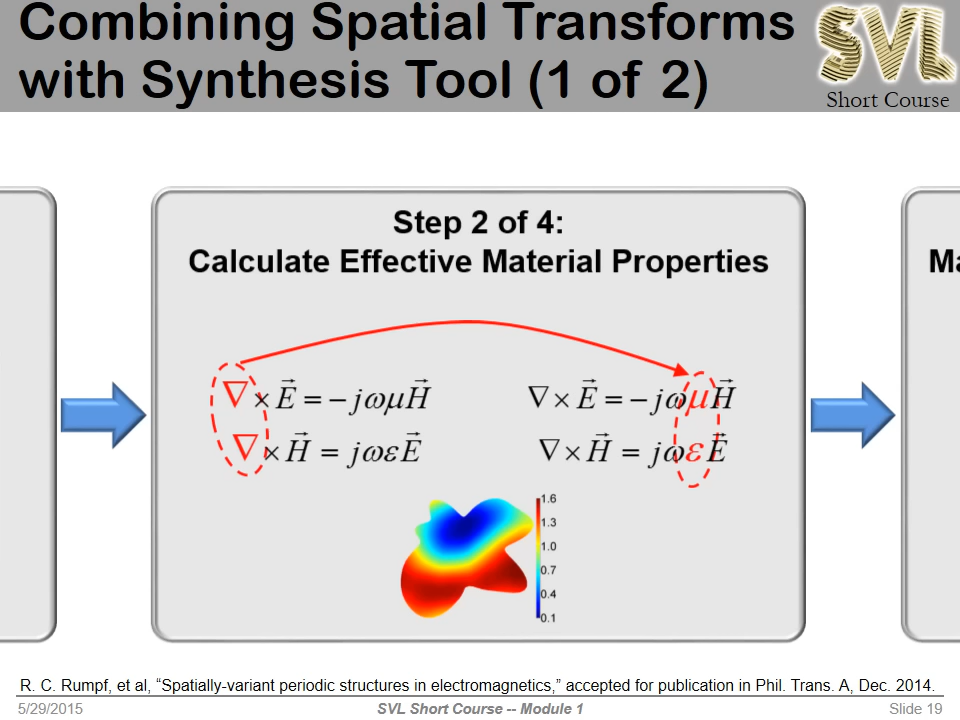 Combining Spatial Transforms
with Synthesis Tool (1 of 2)
SVL
Short Course
Step 2 of 4:
Calculate Effective Material Properties
Ma
∇ × E⃗ = − jωμH⃗
∇ × E⃗ = − jωμH⃗
∇ × H⃗ = jωεE⃗
∇ × H⃗ = jωεE⃗
1.6
1.3
1.0
0.7
0.4
0.1
R. C. Rumpf, et al, “Spatially-variant periodic structures in electromagnetics,” accepted for publication in Phil. Trans. A, Dec. 2014.
5/29/2015
SVL Short Course -- Module 1
Slide 19